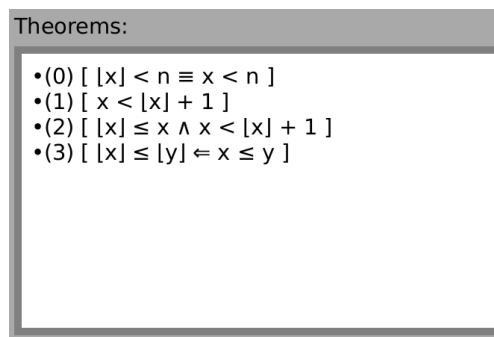 Theorems:
•(0) [ ⌊x⌋ < n ≡ x < n ]
•(1) [ x < ⌊x⌋ + 1 ]
•(2) [ ⌊x⌋ ≤ x ∧ x < ⌊x⌋ + 1 ]
•(3) [ ⌊x⌋ ≤ ⌊y⌋ ⇐ x ≤ y ]